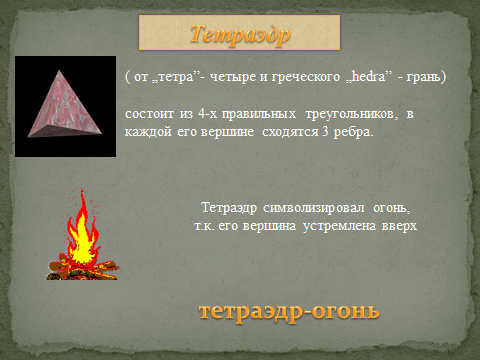 Тетраэдр
( от „тетра”- четыре и греческого „hedra” - грань)
состоит из 4-х правильных треугольников, в
каждой его вершине сходятся 3 ребра.
Тетраэдр символизировал огонь,
т.к. его вершина устремлена вверх
тетраэдр-огонь